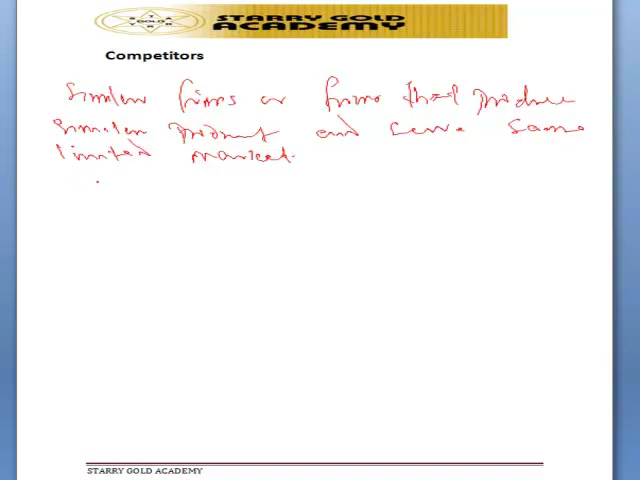 STARRY GOLD
ACADEMY
Competitors
Similar firms or firms that produce
similar product and serve same
limited market.
STARRY GOLD ACADEMY